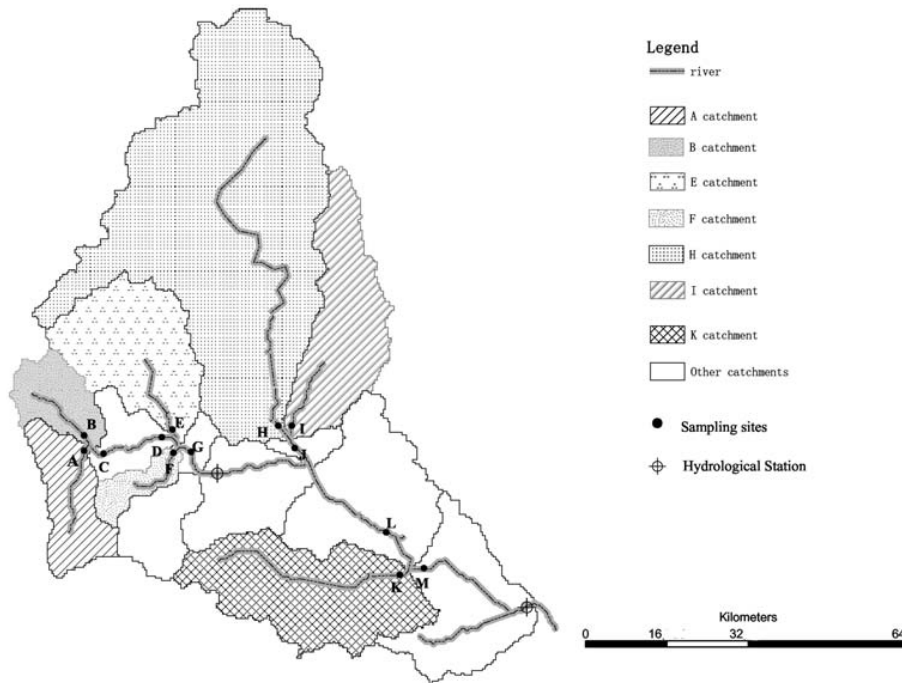 Legend
river
A catchment
B catchment
E catchment
F catchment
H catchment
I catchment
K catchment
Other catchments
Sampling sites
Hydrological Station
B
E
H
I
A
C
D
G
F
J
L
K
M
Kilometers
0 16 32 64